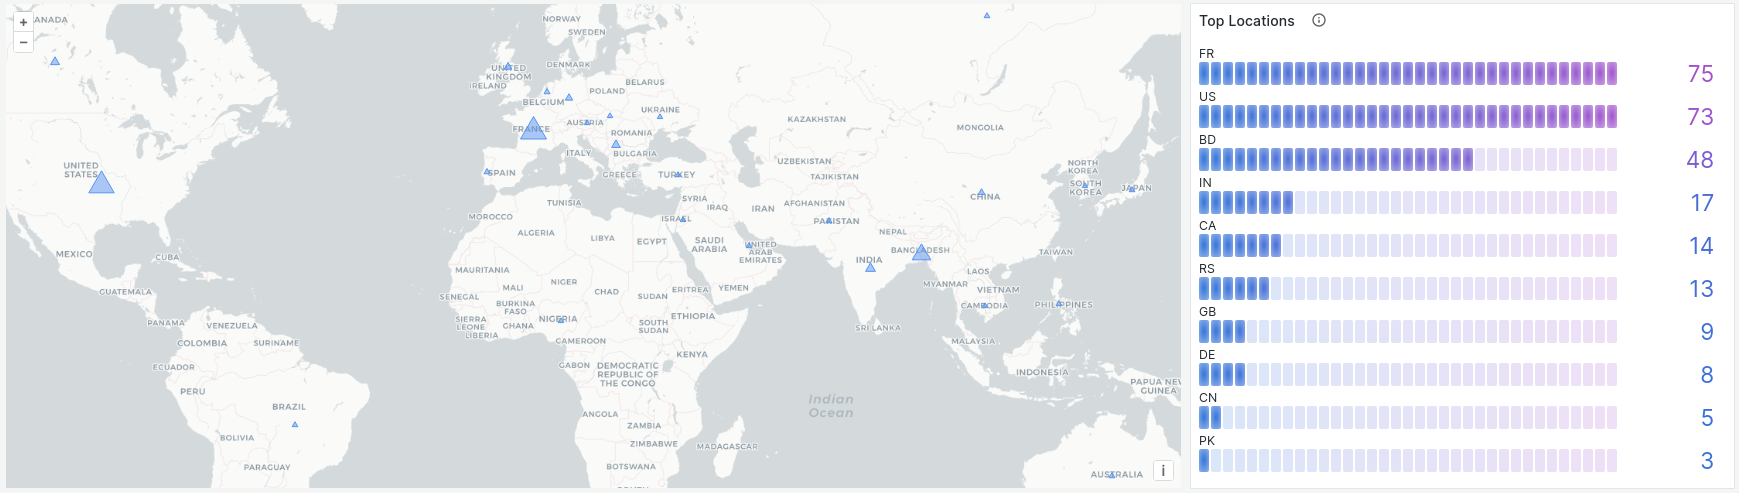 CANADA
NORWAY
SWEDEN
UNITED
KINGDOM
IRELAND
DENMARK
BELARUS
POLAND
BELGIUM
UKRAINE
FRANCE
AUSTRIA
ROMANIA
ITALY
BULGARIA
SPAIN
GREECE
TURKEY
KAZAKHSTAN
MONGOLIA
UZBEKISTAN
TAJIKISTAN
NORTH
KOREA
SOUTH
KOREA
JAPAN
CHINA
UNITED
STATES
MEXICO
CUBA
GUATEMALA
PANAMA
VENEZUELA
COLOMBIA
SURINAME
ECUADOR
PERU
BRAZIL
BOLIVIA
PARAGUAY
MOROCCO
TUNISIA
ALGERIA
LIBYA
EGYPT
SYRIA
IRAQ
ISRAEL
IRAN
AFGHANISTAN
PAKISTAN
NEPAL
BANGLADESH
INDIA
SAUDI
ARABIA
UNITED
ARAB
EMIRATES
TAIWAN
MAURITANIA
MALI
NIGER
CHAD
SUDAN
ERITREA
YEMEN
SENEGAL
BURKINA
FASO
SIERRA
LEONE
LIBERIA
GHANA
NIGERIA
SOUTH
SUDAN
ETHIOPIA
CAMEROON
GABON
DEMOCRATIC
REPUBLIC OF
THE CONGO
KENYA
ANGOLA
ZAMBIA
ZIMBABWE
BOTSWANA
MADAGASCAR
MYANMAR
LAOS
VIETNAM
CAMBODIA
PHILIPPINES
SRI LANKA
MALAYSIA
INDONESIA
PAPUA NEW
GUINEA
Indian
Ocean
AUSTRALIA
Top Locations
FR
75
US
73
BD
48
IN
17
CA
14
RS
13
GB
9
DE
8
CN
5
PK
3